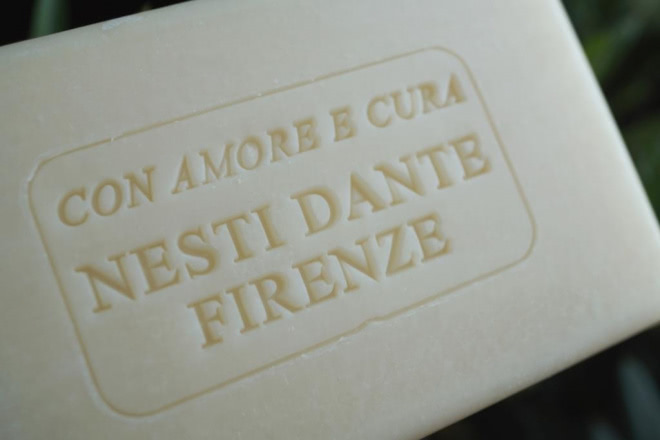 CON AMORE E CURA
NESTI DANTE
FIRENZE